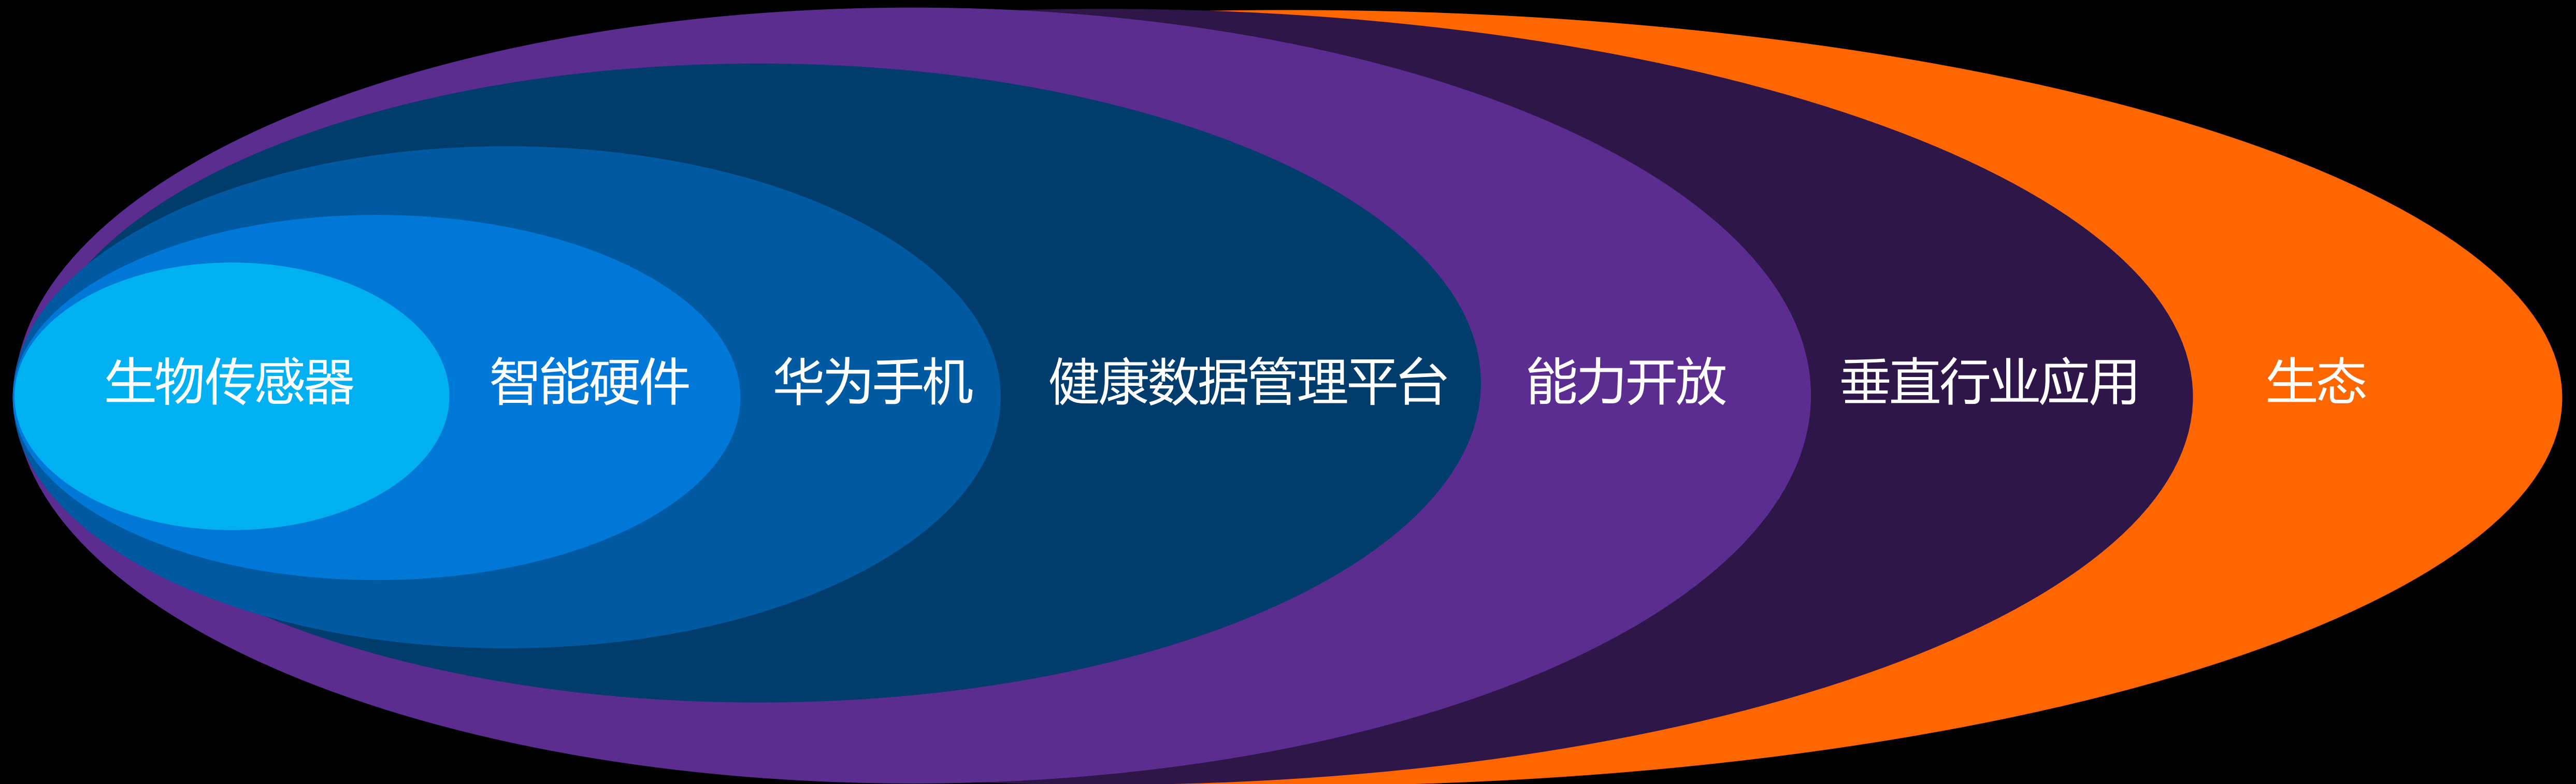 生物传感器
智能硬件
华为手机
健康数据管理平台
能力开放
垂直行业应用
生态